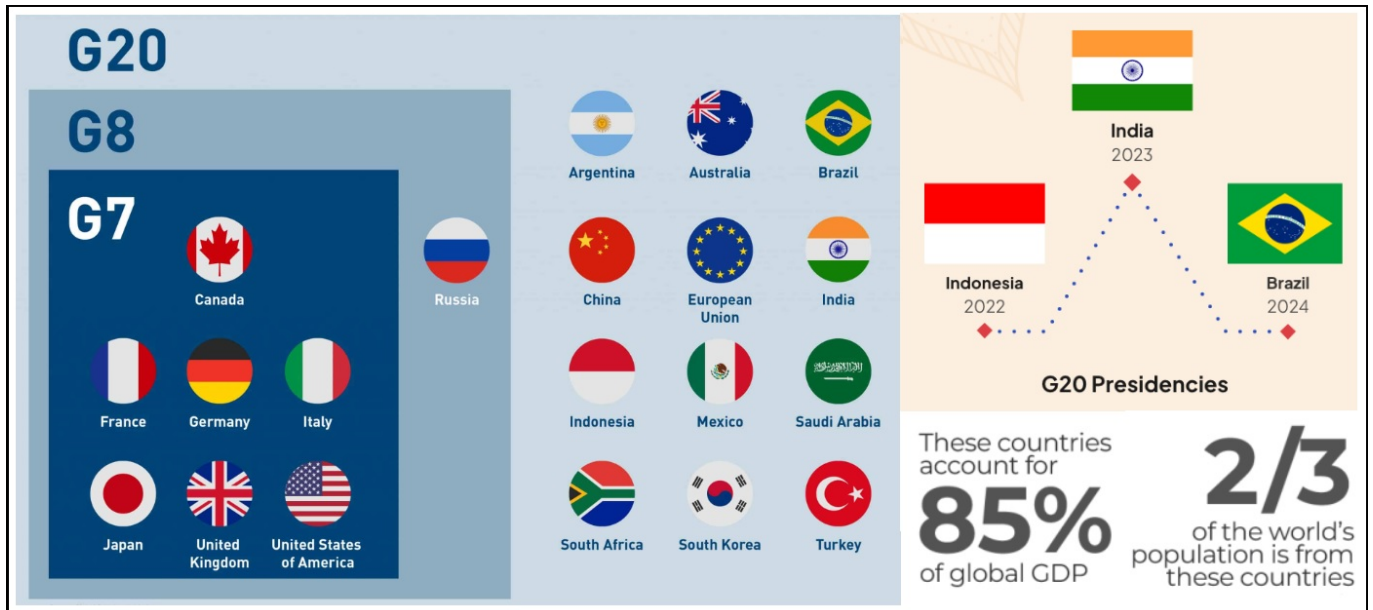 G20
G8
G7
Canada
France
Germany
Italy
Japan
United
Kingdom
United States
of America
Russia
Argentina
Australia
Brazil
China
European
Union
India
Indonesia
Mexico
Saudi Arabia
South Africa
South Korea
Turkey
India
2023
Indonesia
2022
Brazil
2024
G20 Presidencies
These countries
account for
85%
of global GDP
2/3
of the world's
population is from
these countries